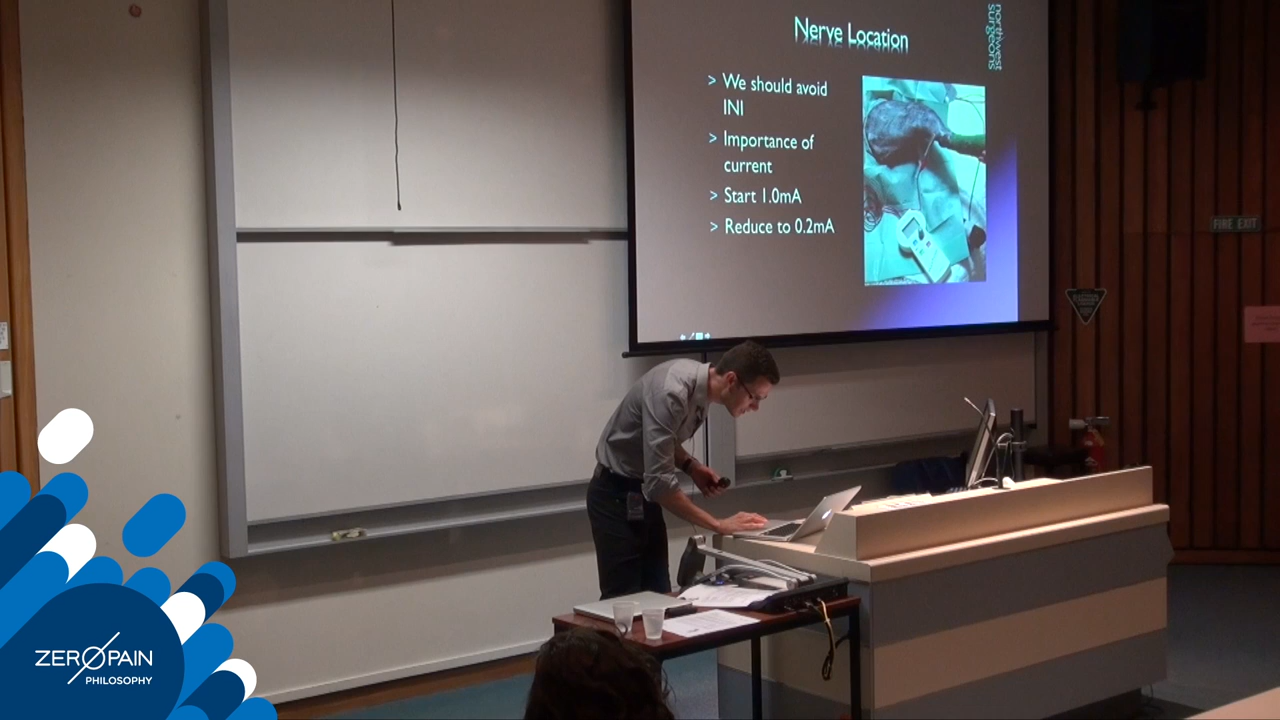 Nerve Location
northwest
surgeons
> We should avoid
INI
> Importance of
current
> Start 1.0mA
> Reduce to 0.2mA
FIRE EXIT
ZEROPAIN
PHILOSOPHY